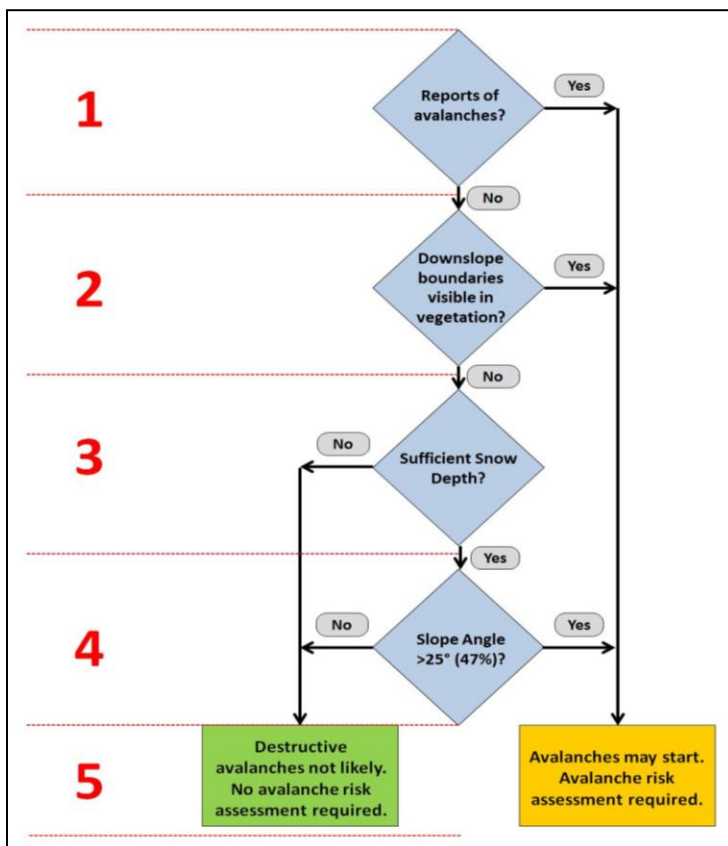 1
Reports of
avalanches?
Yes
No
2
Downslope
boundaries
visible in
vegetation?
Yes
No
3
No
Sufficient Snow
Depth?
Yes
4
No
Slope Angle
>25° (47%)?
Yes
5
Destructive
avalanches not likely.
No avalanche risk
assessment required.
Avalanches may start.
Avalanche risk
assessment required.